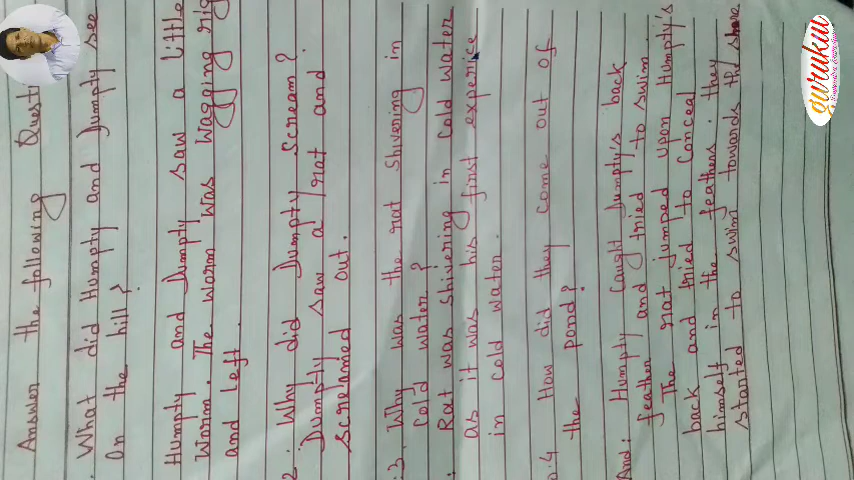 Answer the following Questi
. What did Humpty and Dumpty see
On the hill?
Humpty and Dumpty saw a little
Worm. The worm was Wagging rig
and left.
2. Why did Dumpty Scream?
Dumpty saw a rat and
screamed out.
.3. Why was the rat shivering in
Cold water?
Rat was shivering in cold water
as it was his first experice
in cold water.
n.4 How did they come out of
the pond?
And: Humpty Caught Dumpty's back
feather and tried to swim
The rat jumped upon Humpty's
back and tried to Conceal
himself in the feathers. they
started to swim towards the shore
gurukul